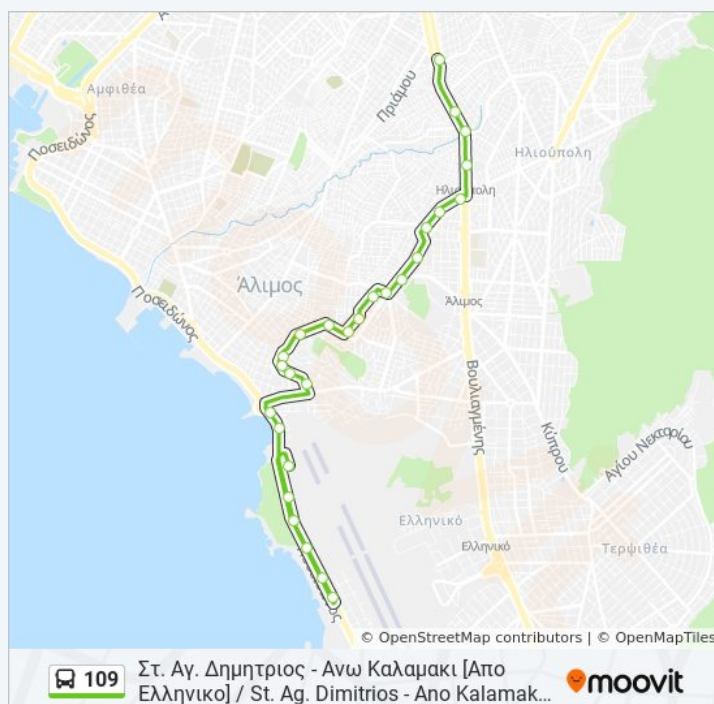 Αμφιθέα
Πριάμου
Ποσειδώνος
Ηλιούπολη
Ηλιούπολη
Άλιμος
Ποσειδώνος
Άλιμος
Βουλιαγμένης
Κύπρου
Αγίου Νεκταρίου
Ελληνικό
Ελληνικό
Τερψιθέα
© OpenStreetMap contributors | © OpenMapTiles
109 Στ. Αγ. Δημητριος - Ανω Καλαμακι [Απο
Ελληνικο] / St. Ag. Dimitrios - Ano Kalamak...
moovit